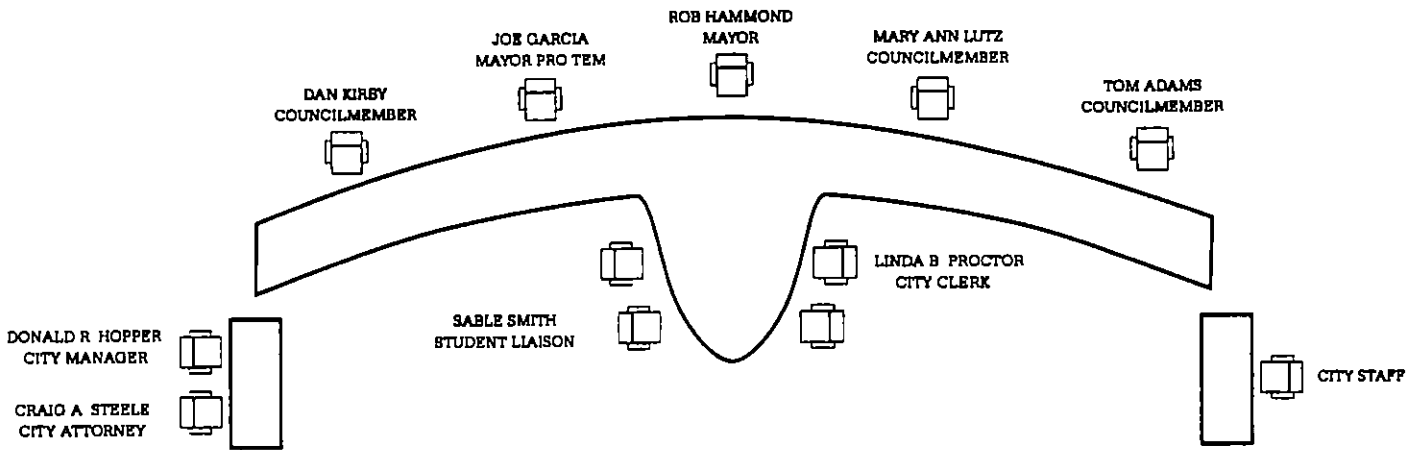 ROB HAMMOND
MAYOR
JOE GARCIA
MAYOR PRO TEM
MARY ANN LUTZ
COUNCILMEMBER
DAN KIRBY
COUNCILMEMBER
TOM ADAMS
COUNCILMEMBER
LINDA B PROCTOR
CITY CLERK
SABLE SMITH
STUDENT LIAISON
DONALD R HOPPER
CITY MANAGER
CRAIG A STEELE
CITY ATTORNEY
CITY STAFF